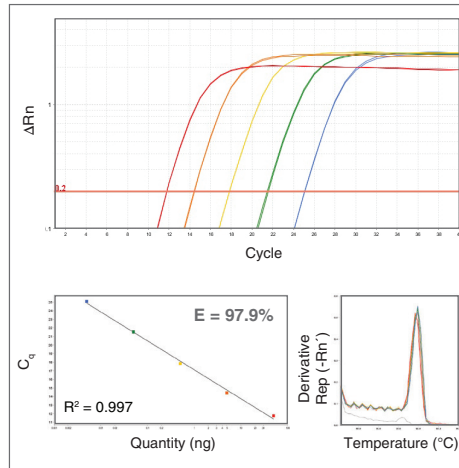 ΔRn
1
0.2
0.1
2 4 6 8 10 12 14 16 18 20 22 24 26 28 30 32 34 36 38
Cycle
E = 97.9%
Cq
R² = 0.997
Quantity (ng)
Derivative
Rep (-Rn´)
Temperature (°C)